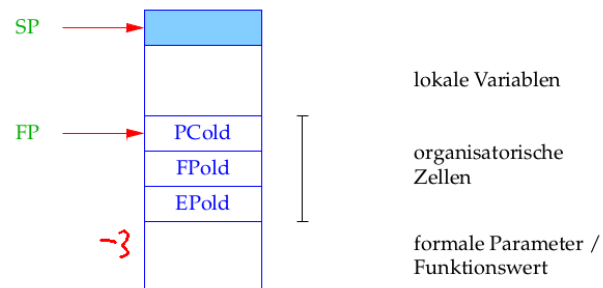 SP
lokale Variablen
FP
PCold
FPold
EPold
organisatorische
Zellen
-3
formale Parameter /
Funktionswert